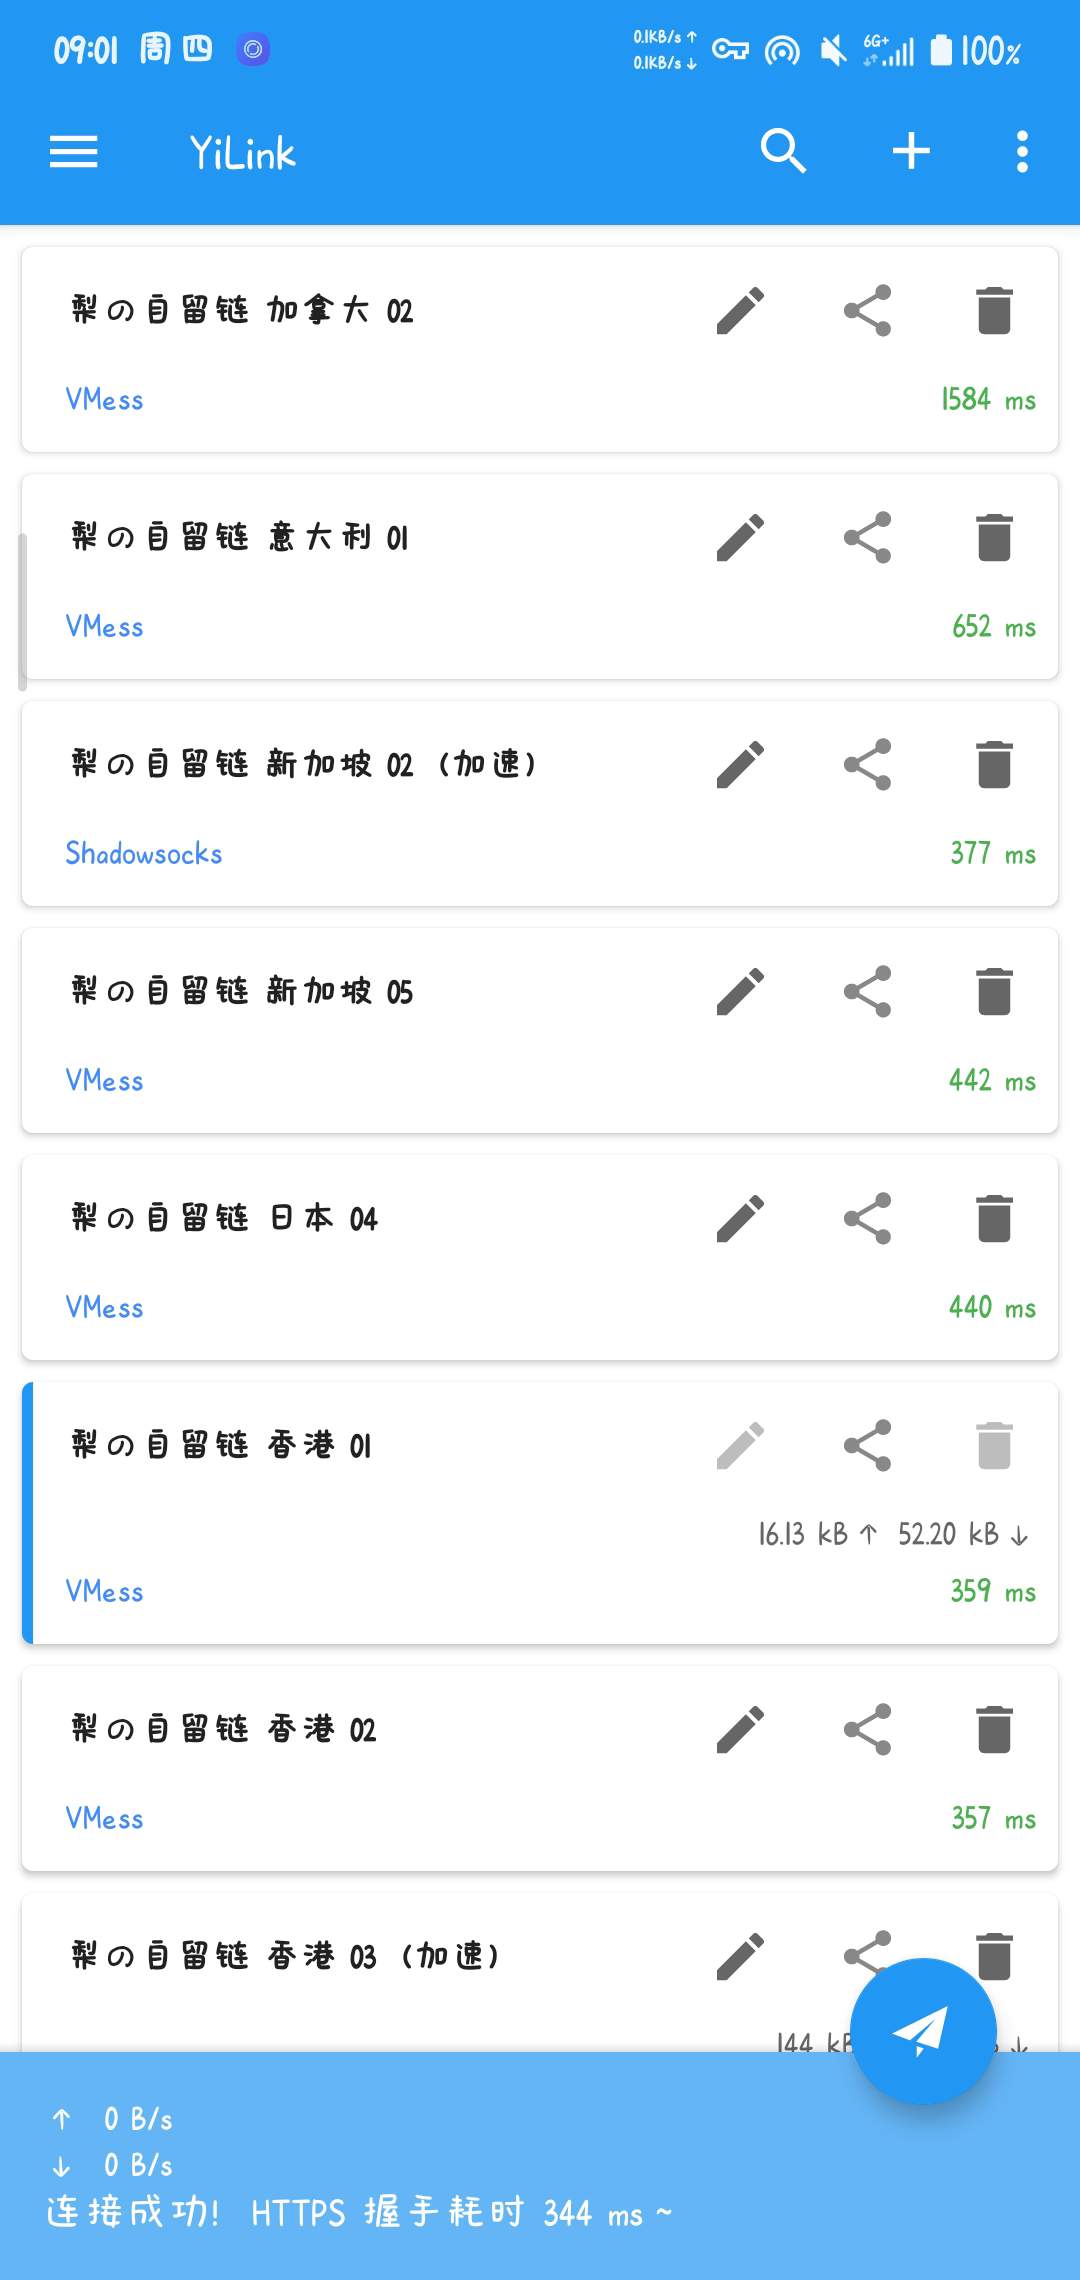 09:01 周四 0.1KB/s ↑ 6G+ 100%
0.1KB/s ↓
YiLink
梨の自留链 加拿大 02
VMess 1584 ms
梨の自留链 意大利 01
VMess 652 ms
梨の自留链 新加坡 02 (加速)
Shadowsocks 377 ms
梨の自留链 新加坡 05
VMess 442 ms
梨の自留链 日本 04
VMess 440 ms
梨の自留链 香港 01
16.13 kB ↑ 52.20 kB ↓
VMess 359 ms
梨の自留链 香港 02
VMess 357 ms
梨の自留链 香港 03 (加速)
144 kB ↓
↑ 0 B/s
↓ 0 B/s
连接成功! HTTPS 握手耗时 344 ms ~